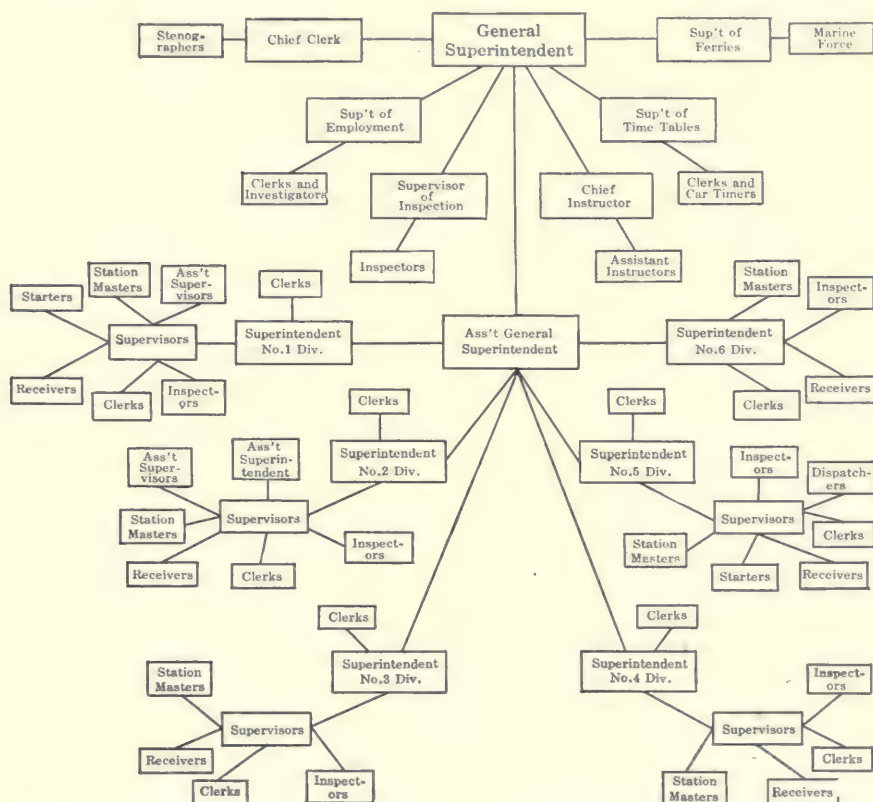 Stenog-
raphers
Chief Clerk
General
Superintendent
Sup't of
Ferries
Marine
Force
Sup't of
Employment
Sup't of
Time Tables
Clerks and
Investigators
Supervisor
of
Inspection
Chief
Instructor
Clerks and
Car Timers
Inspectors
Assistant
Instructors
Starters
Station
Masters
Ass't
Super-
visors
Clerks
Supervisors
Superintendent
No.1 Div.
Ass't General
Superintendent
Superintendent
No.6 Div.
Station
Masters
Inspect-
ors
Receivers
Clerks
Inspect-
ors
Clerks
Receivers
Clerks
Superintendent
No.2 Div.
Ass't
Super-
visors
Ass't
Superin-
tendent
Supervisors
Station
Masters
Receivers
Clerks
Inspect-
ors
Clerks
Superintendent
No.5 Div.
Inspect-
ors
Dispatch-
ers
Supervisors
Clerks
Station
Masters
Starters
Receivers
Clerks
Superintendent
No.3 Div.
Station
Masters
Supervisors
Receivers
Clerks
Inspect-
ors
Clerks
Superintendent
No.4 Div.
Inspect-
ors
Supervisors
Clerks
Station
Masters
Receivers